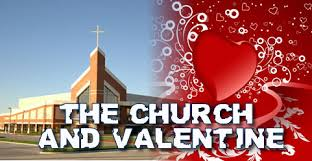 THE CHURCH
AND VALENTINE